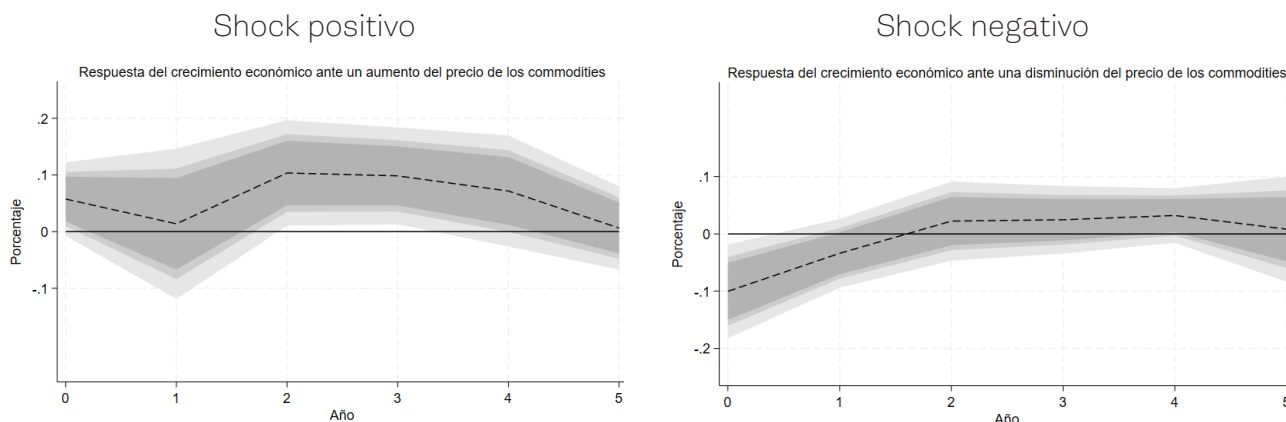 Shock positivo
Respuesta del crecimiento económico ante un aumento del precio de los commodities
.2
.1
0
-.1
Porcentaje
0 1 2 3 4 5
Año
Shock negativo
Respuesta del crecimiento económico ante una disminución del precio de los commodities
.1
0
-.1
-.2
Porcentaje
0 1 2 3 4 5
Año